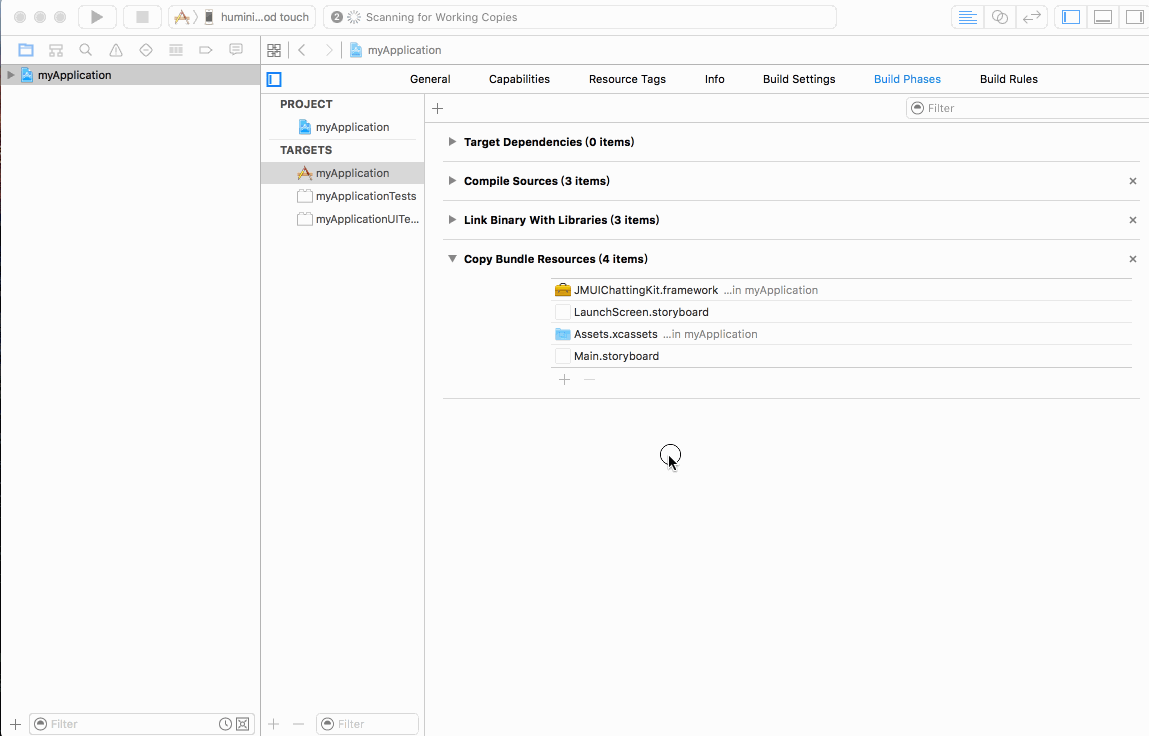 humini...od touch
2 Scanning for Working Copies
myApplication
myApplication
General Capabilities Resource Tags Info Build Settings Build Phases Build Rules
PROJECT
myApplication
TARGETS
myApplication
myApplicationTests
myApplicationUITe...
Filter
Target Dependencies (0 items)
Compile Sources (3 items)
Link Binary With Libraries (3 items)
Copy Bundle Resources (4 items)
JMUIChattingKit.framework ...in myApplication
LaunchScreen.storyboard
Assets.xcassets ...in myApplication
Main.storyboard
Filter
Filter